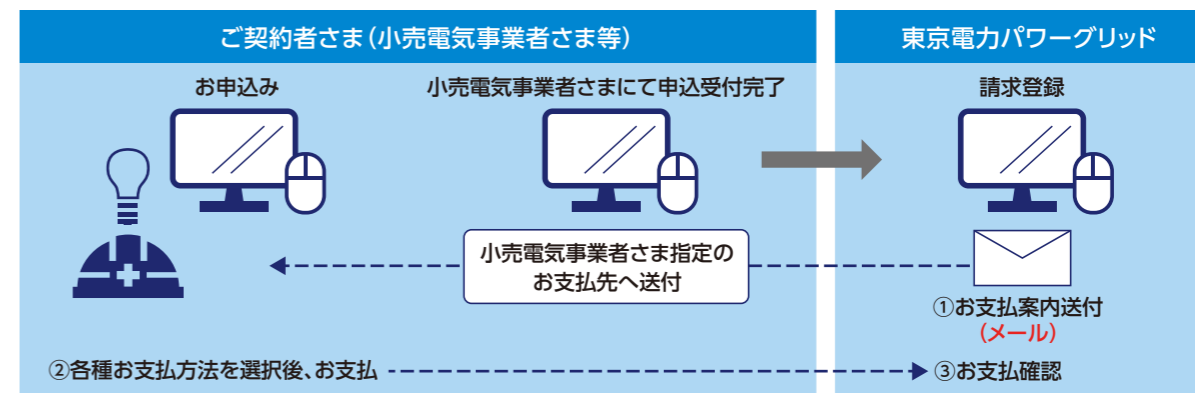 ご契約者さま（小売電気事業者さま等）
東京電力パワーグリッド
お申込み
小売電気事業者さまにて申込受付完了
請求登録
小売電気事業者さま指定の
お支払先へ送付
①お支払案内送付
（メール）
②各種お支払方法を選択後、お支払
③お支払確認